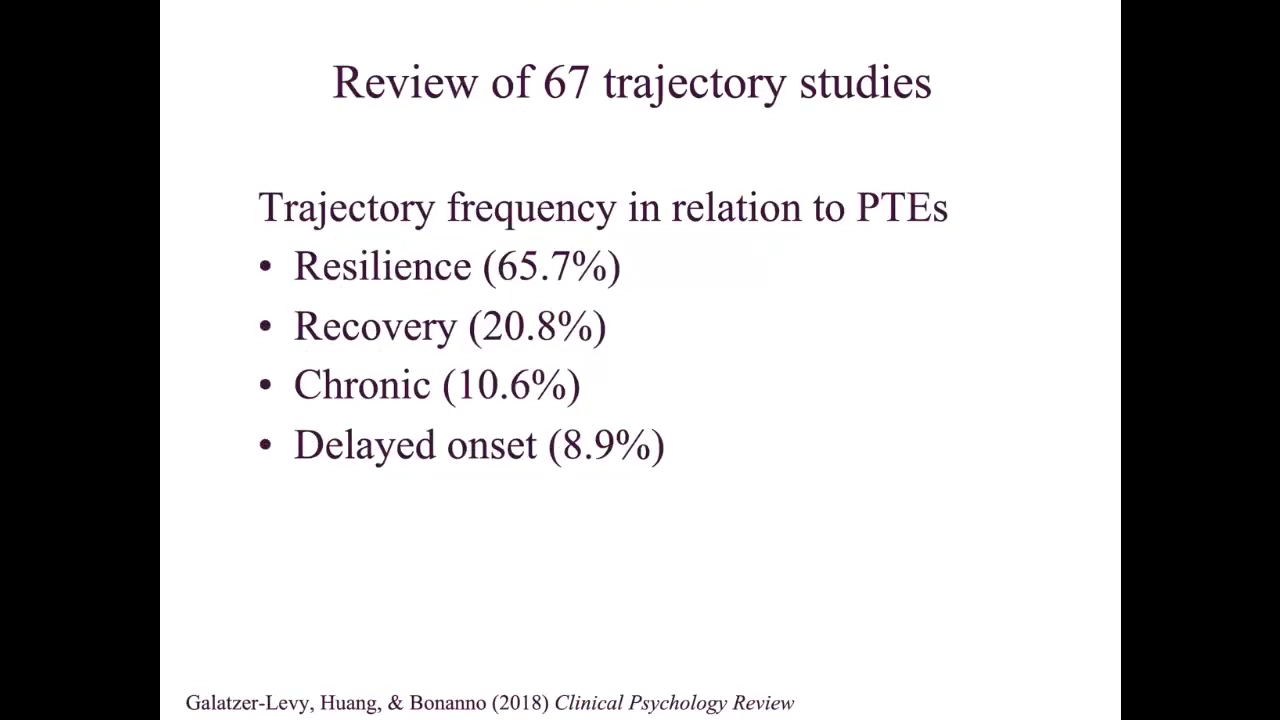 Review of 67 trajectory studies
Trajectory frequency in relation to PTEs
• Resilience (65.7%)
• Recovery (20.8%)
• Chronic (10.6%)
• Delayed onset (8.9%)
Galatzer-Levy, Huang, & Bonanno (2018) Clinical Psychology Review